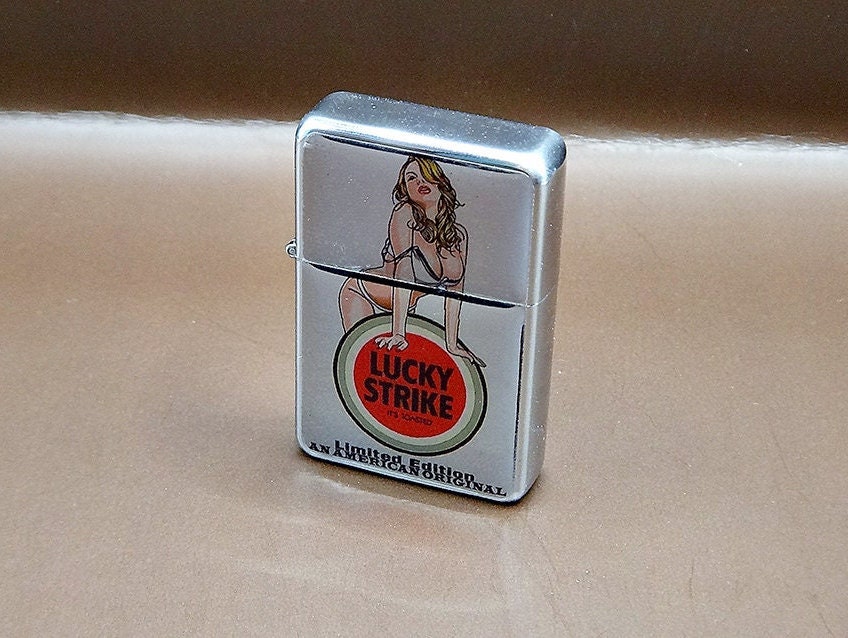 LUCKY
STRIKE
IT'S TOASTED
Limited Edition
AN AMERICAN ORIGINAL